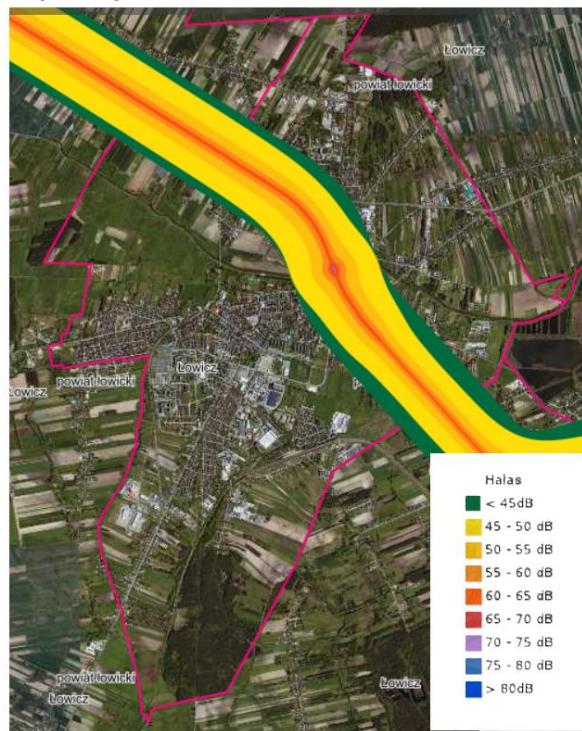 Łowicz
powiat łowicki
Łowicz
Łowicz
powiat łowicki
Hałas
< 45dB
45 - 50 dB
50 - 55 dB
55 - 60 dB
60 - 65 dB
65 - 70 dB
70 - 75 dB
75 - 80 dB
> 80dB
powiat łowicki
Łowicz
Łowicz